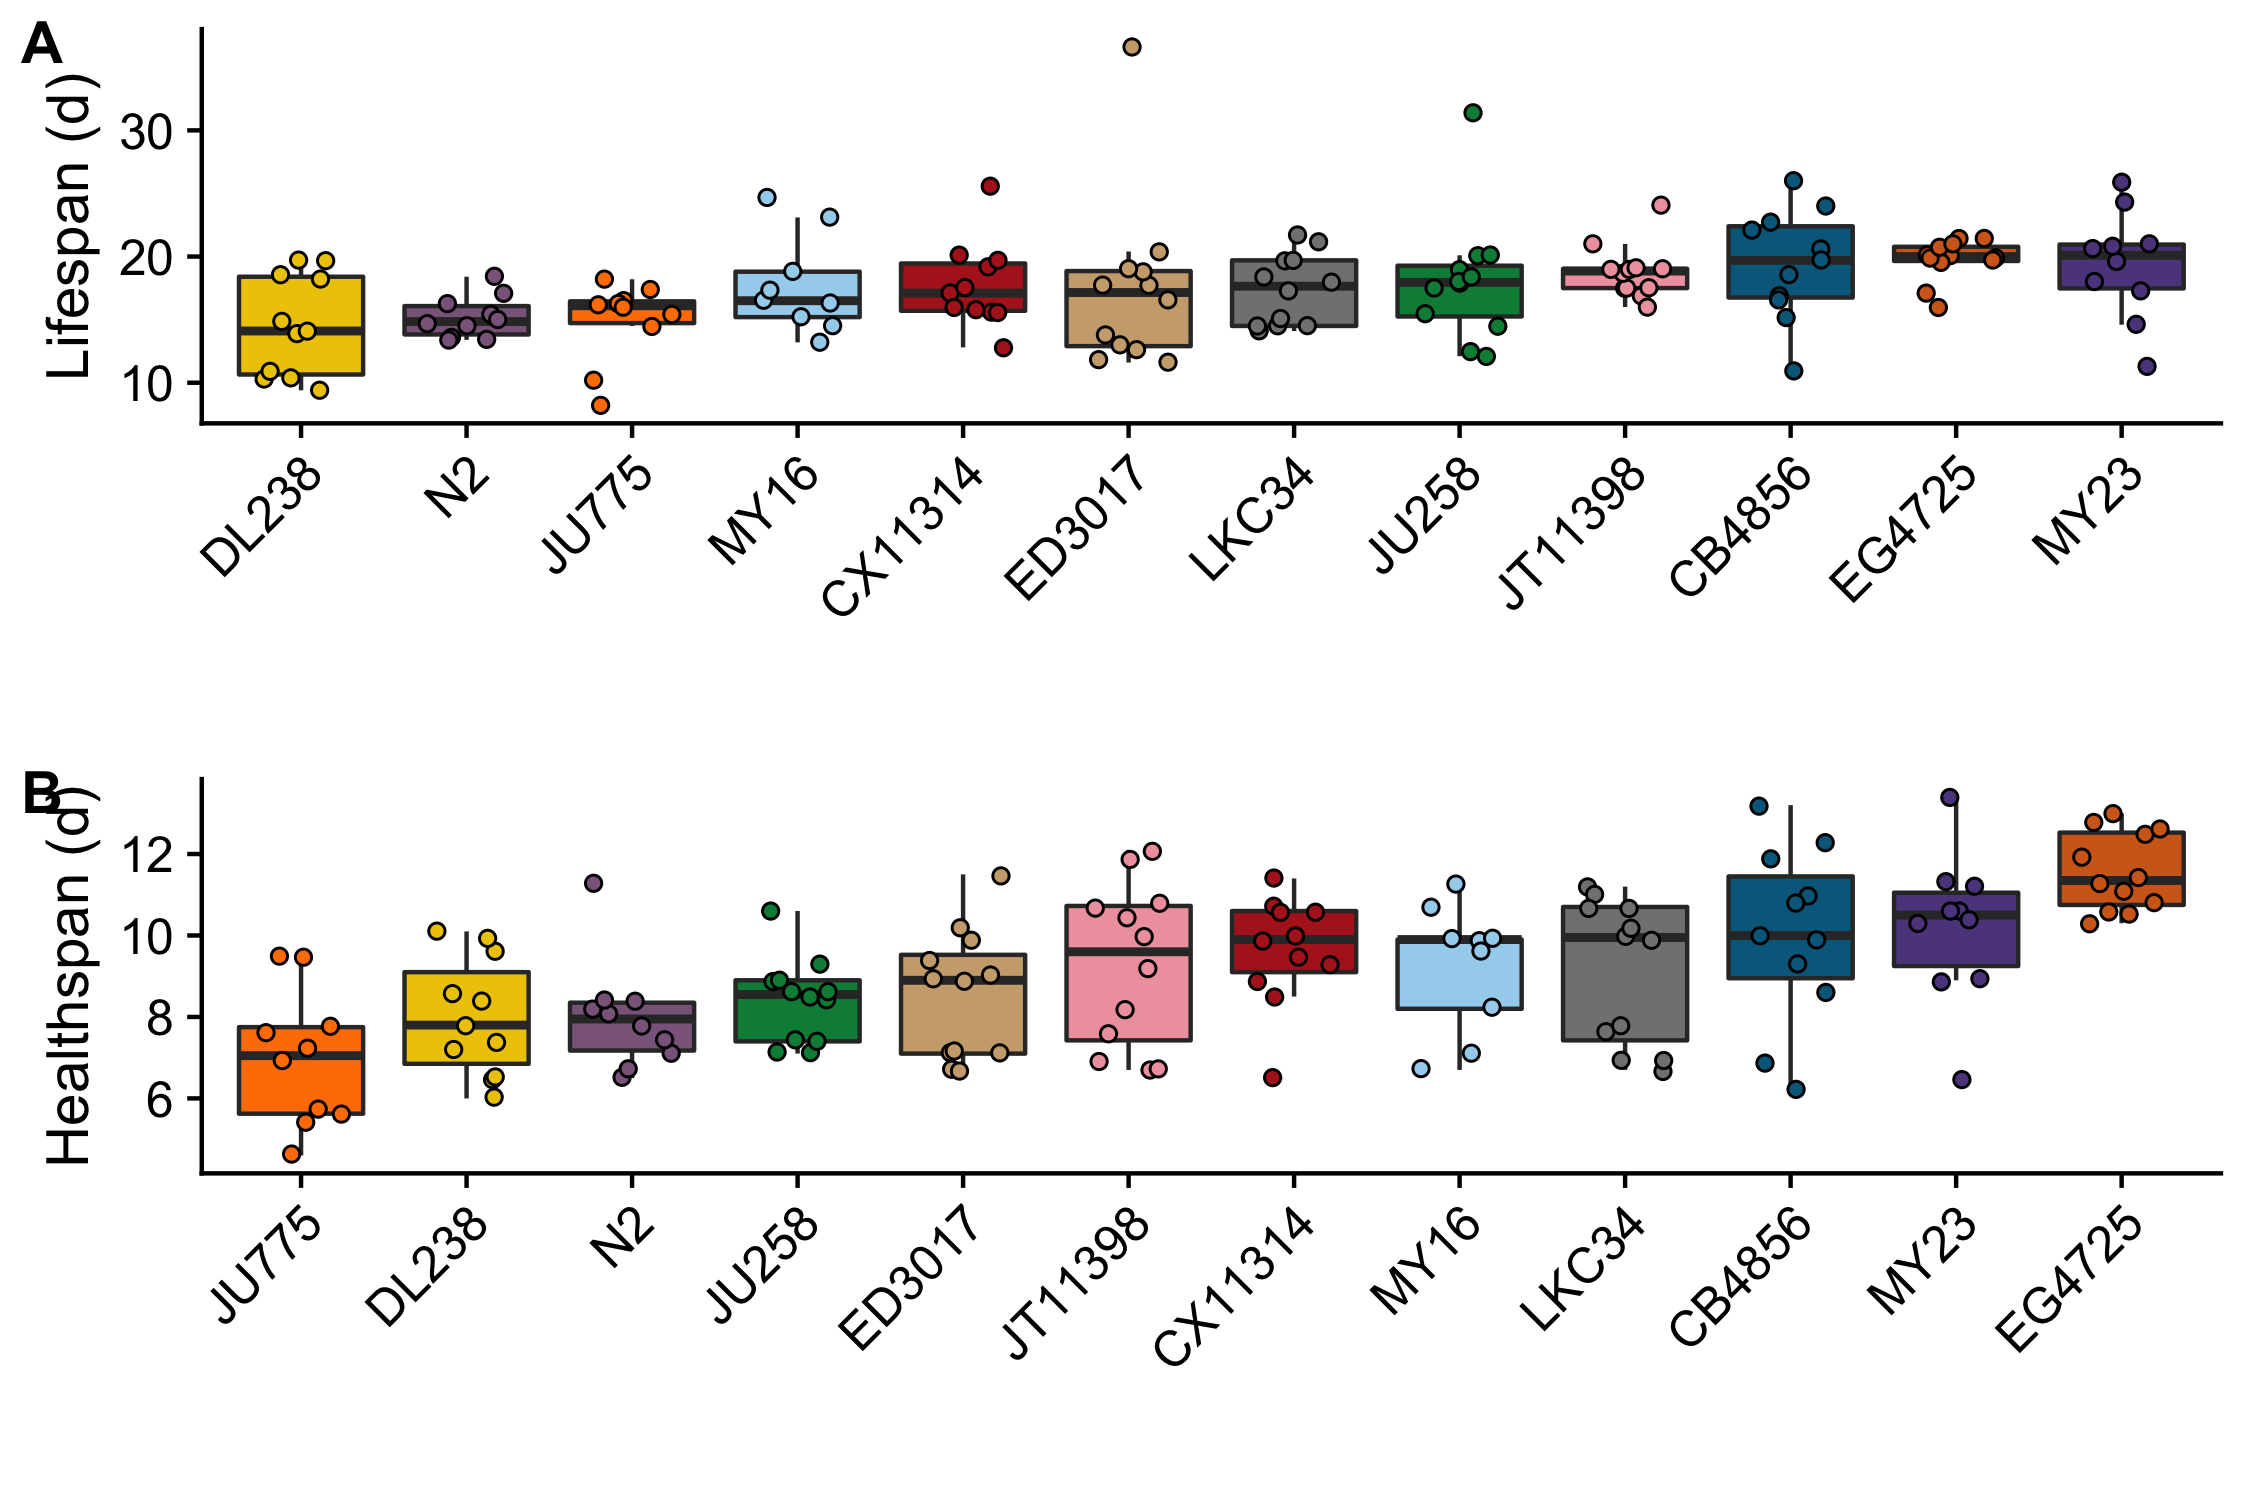 A
Lifespan (d)
30
20
10
DL238
N2
JU775
MY16
CX11314
ED3017
LKC34
JU258
JT11398
CB4856
EG4725
MY23
B
Healthspan (d)
12
10
8
6
JU775
DL238
N2
JU258
ED3017
JT11398
CX11314
MY16
LKC34
CB4856
MY23
EG4725